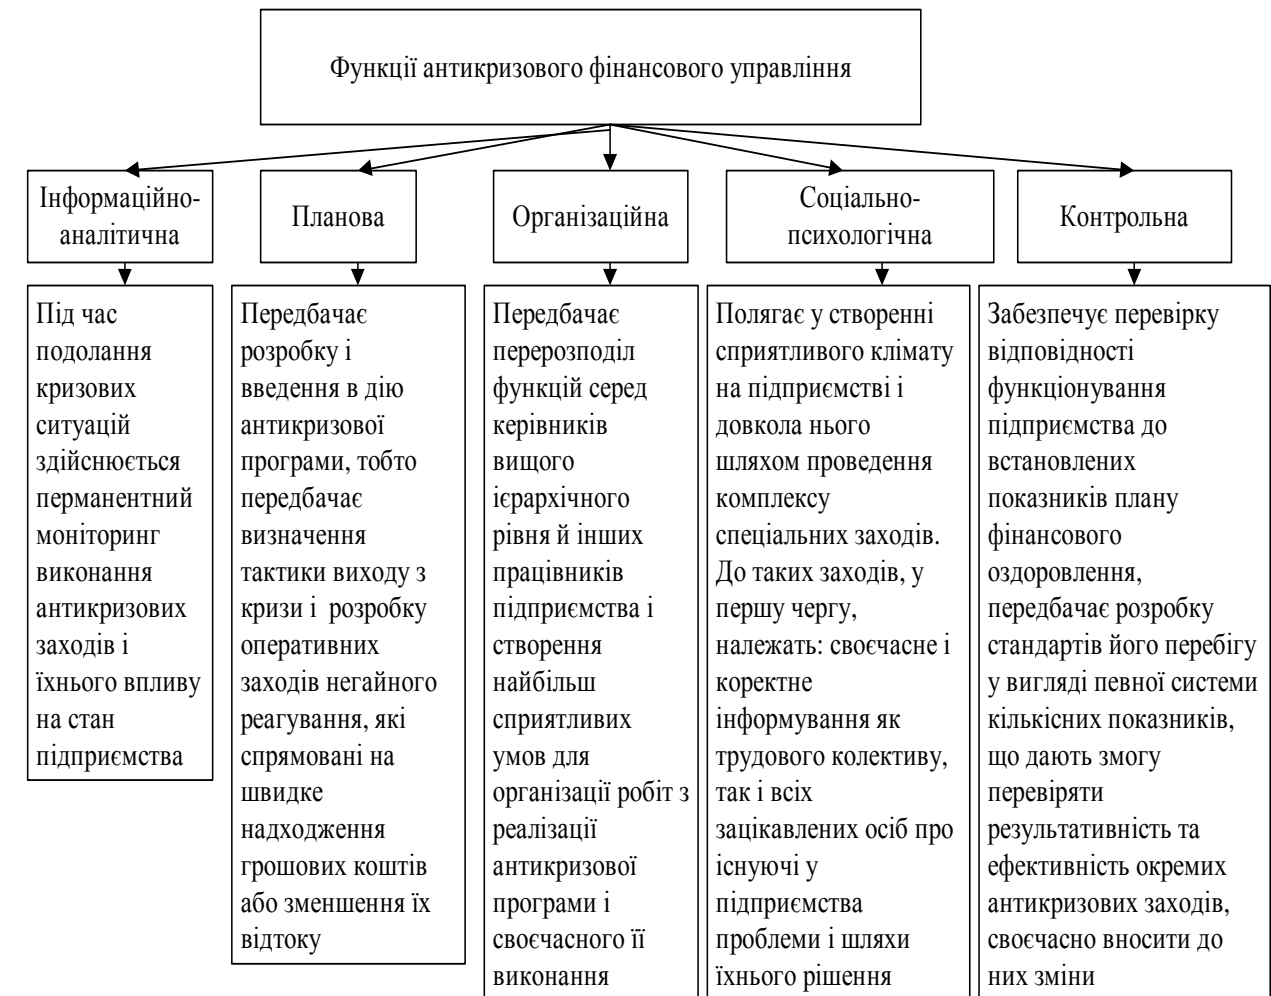 Функції антикризового фінансового управління
Інформаційно-
аналітична
Планова
Організаційна
Соціально-
психологічна
Контрольна
Під час
подолання
кризових
ситуацій
здійснюється
перманентний
моніторинг
виконання
антикризових
заходів і
їхнього впливу
на стан
підприємства
Передбачає
розробку і
введення в дію
антикризової
програми, тобто
передбачає
визначення
тактики виходу з
кризи і розробку
оперативних
заходів негайного
реагування, які
спрямовані на
швидке
надходження
грошових коштів
або зменшення їх
відтоку
Передбачає
перерозподіл
функцій серед
керівників
вищого
ієрархічного
рівня й інших
працівників
підприємства і
створення
найбільш
сприятливих
умов для
організації робіт з
реалізації
антикризової
програми і
своєчасного її
виконання
Полягає у створенні
сприятливого клімату
на підприємстві і
довкола нього
шляхом проведення
комплексу
спеціальних заходів.
До таких заходів, у
першу чергу,
належать: своєчасне і
коректне
інформування як
трудового колективу,
так і всіх
зацікавлених осіб про
існуючі у
підприємства
проблеми і шляхи
їхнього рішення
Забезпечує перевірку
відповідності
функціонування
підприємства до
встановлених
показників плану
фінансового
оздоровлення,
передбачає розробку
стандартів його перебігу
у вигляді певної системи
кількісних показників,
що дають змогу
перевіряти
результативність та
ефективність окремих
антикризових заходів,
своєчасно вносити до
них зміни